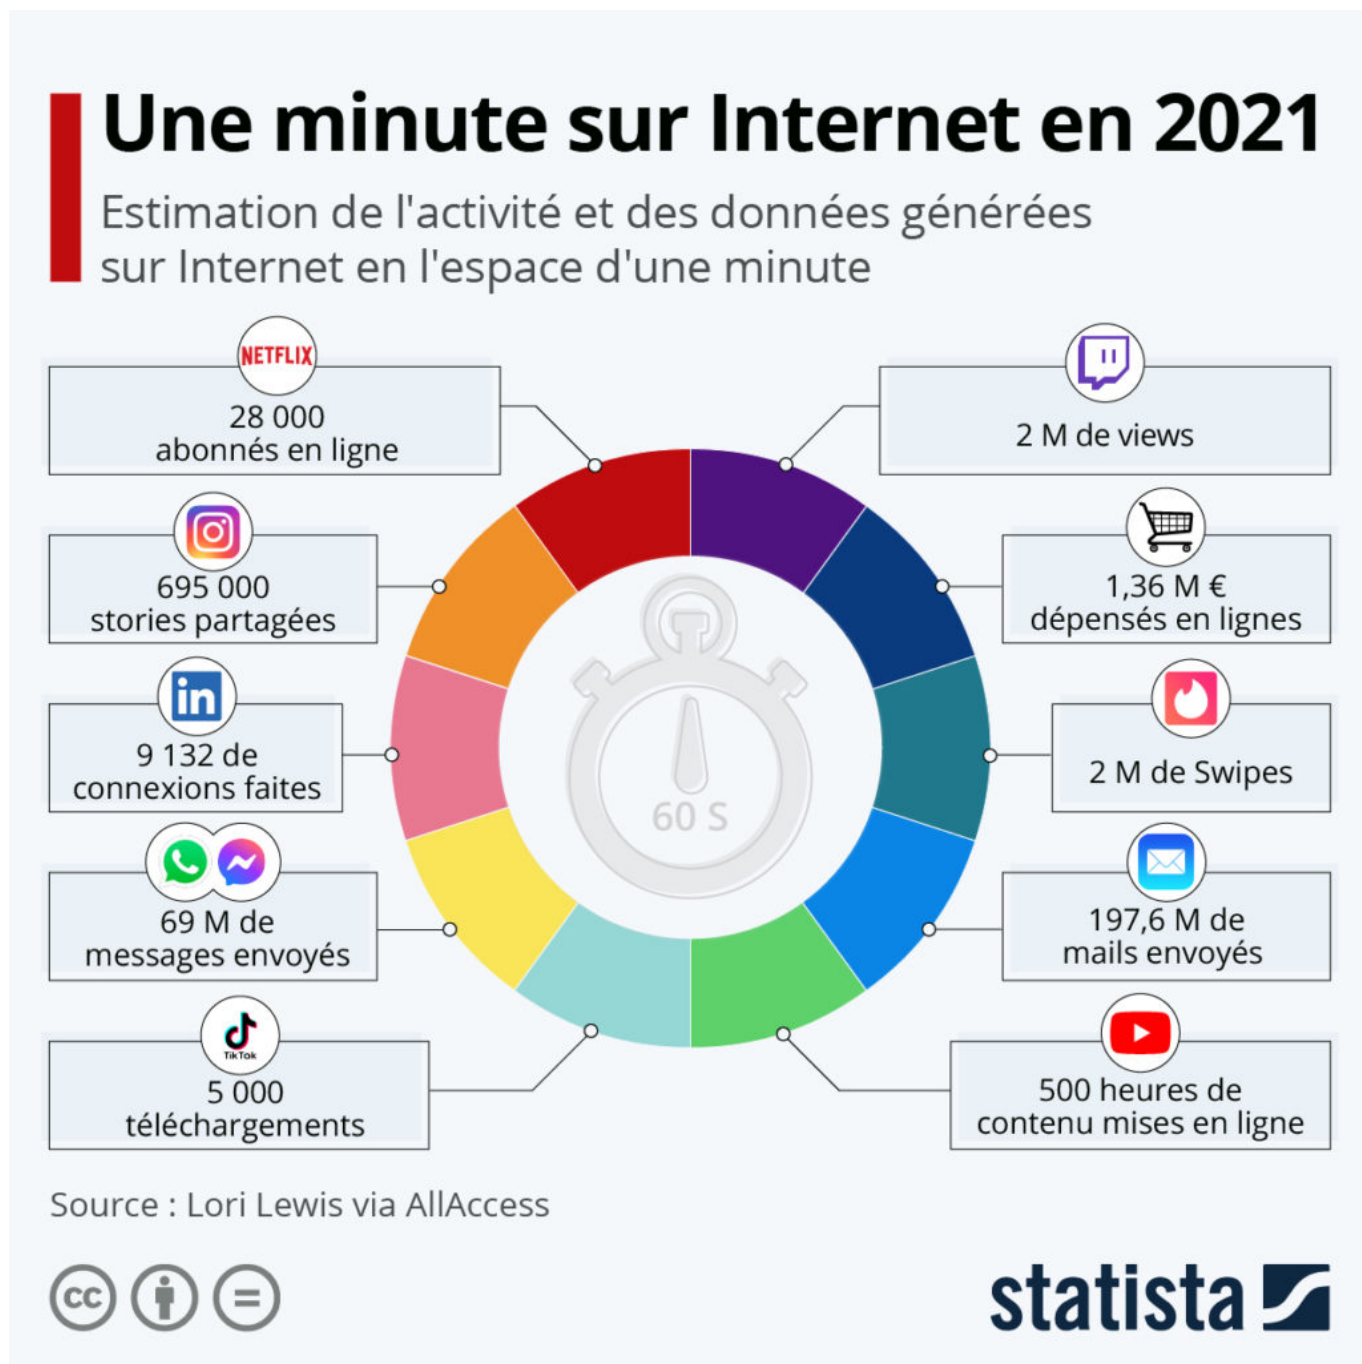 Une minute sur Internet en 2021
Estimation de l'activité et des données générées
sur Internet en l'espace d'une minute
NETFLIX
28 000
abonnés en ligne
2 M de views
695 000
stories partagées
1,36 M €
dépensés en lignes
in
9 132 de
connexions faites
2 M de Swipes
69 M de
messages envoyés
197,6 M de
mails envoyés
TikTok
5 000
téléchargements
500 heures de
contenu mises en ligne
60 S
Source : Lori Lewis via AllAccess
cc
statista